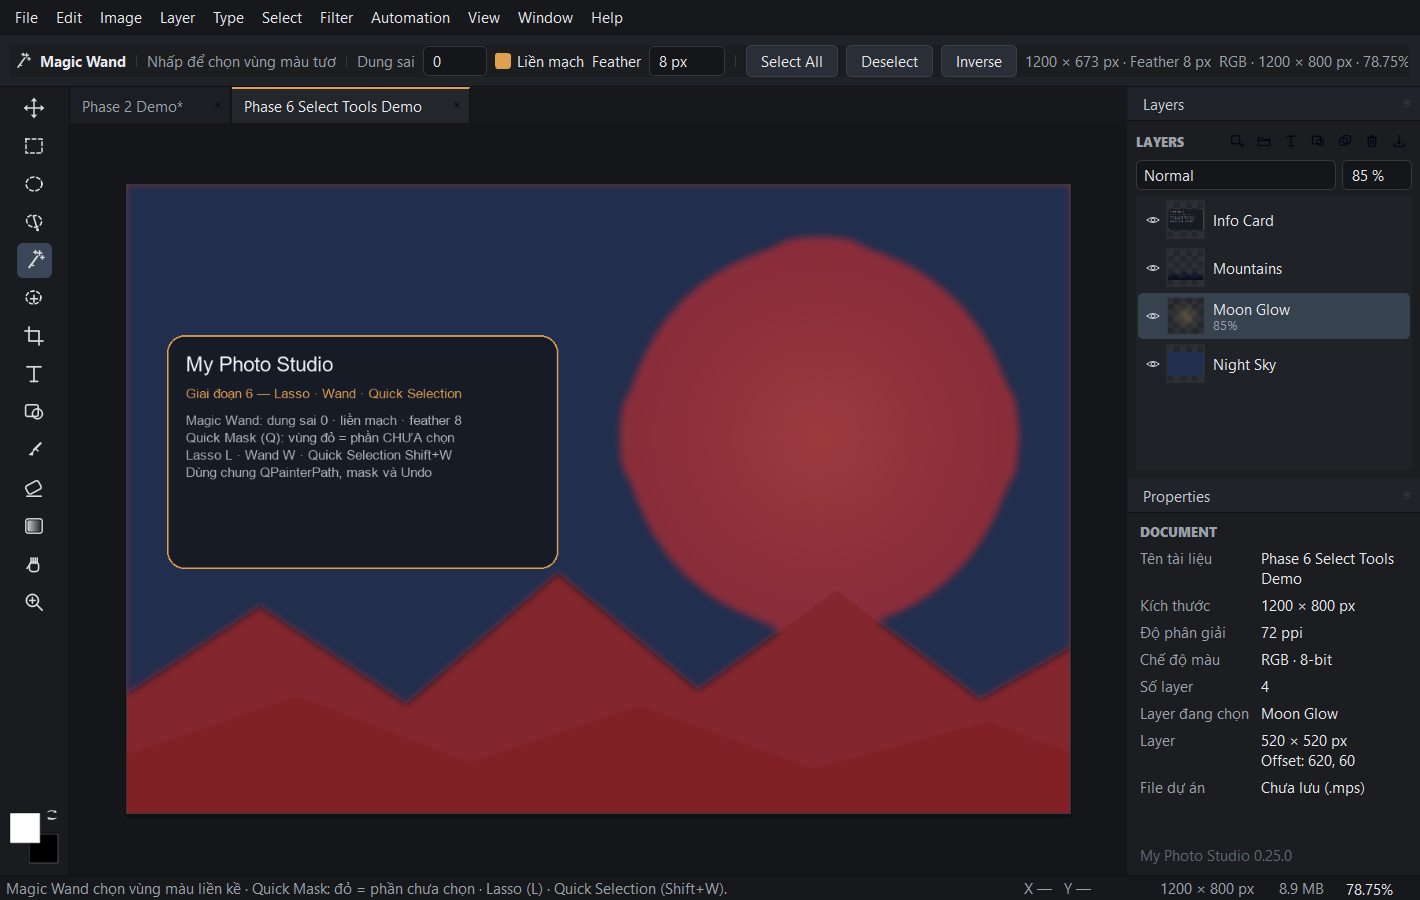 File Edit Image Layer Type Select Filter Automation View Window Help
Magic Wand Nhấp để chọn vùng màu tươ Dung sai 0 Liền mạch Feather 8 px Select All Deselect Inverse 1200 × 673 px · Feather 8 px RGB · 1200 × 800 px · 78.75%
Phase 2 Demo* × Phase 6 Select Tools Demo ×
My Photo Studio
Giai đoạn 6 — Lasso · Wand · Quick Selection
Magic Wand: dung sai 0 · liền mạch · feather 8
Quick Mask (Q): vùng đỏ = phần CHƯA chọn
Lasso L · Wand W · Quick Selection Shift+W
Dùng chung QPainterPath, mask và Undo
Layers
LAYERS
Normal 85 %
Info Card
Mountains
Moon Glow
85%
Night Sky
Properties
DOCUMENT
Tên tài liệu Phase 6 Select Tools
Demo
Kích thước 1200 × 800 px
Độ phân giải 72 ppi
Chế độ màu RGB · 8-bit
Số layer 4
Layer đang chọn Moon Glow
Layer 520 × 520 px
Offset: 620, 60
File dự án Chưa lưu (.mps)
My Photo Studio 0.25.0
Magic Wand chọn vùng màu liền kề · Quick Mask: đỏ = phần chưa chọn · Lasso (L) · Quick Selection (Shift+W). X — Y — 1200 × 800 px 8.9 MB 78.75%